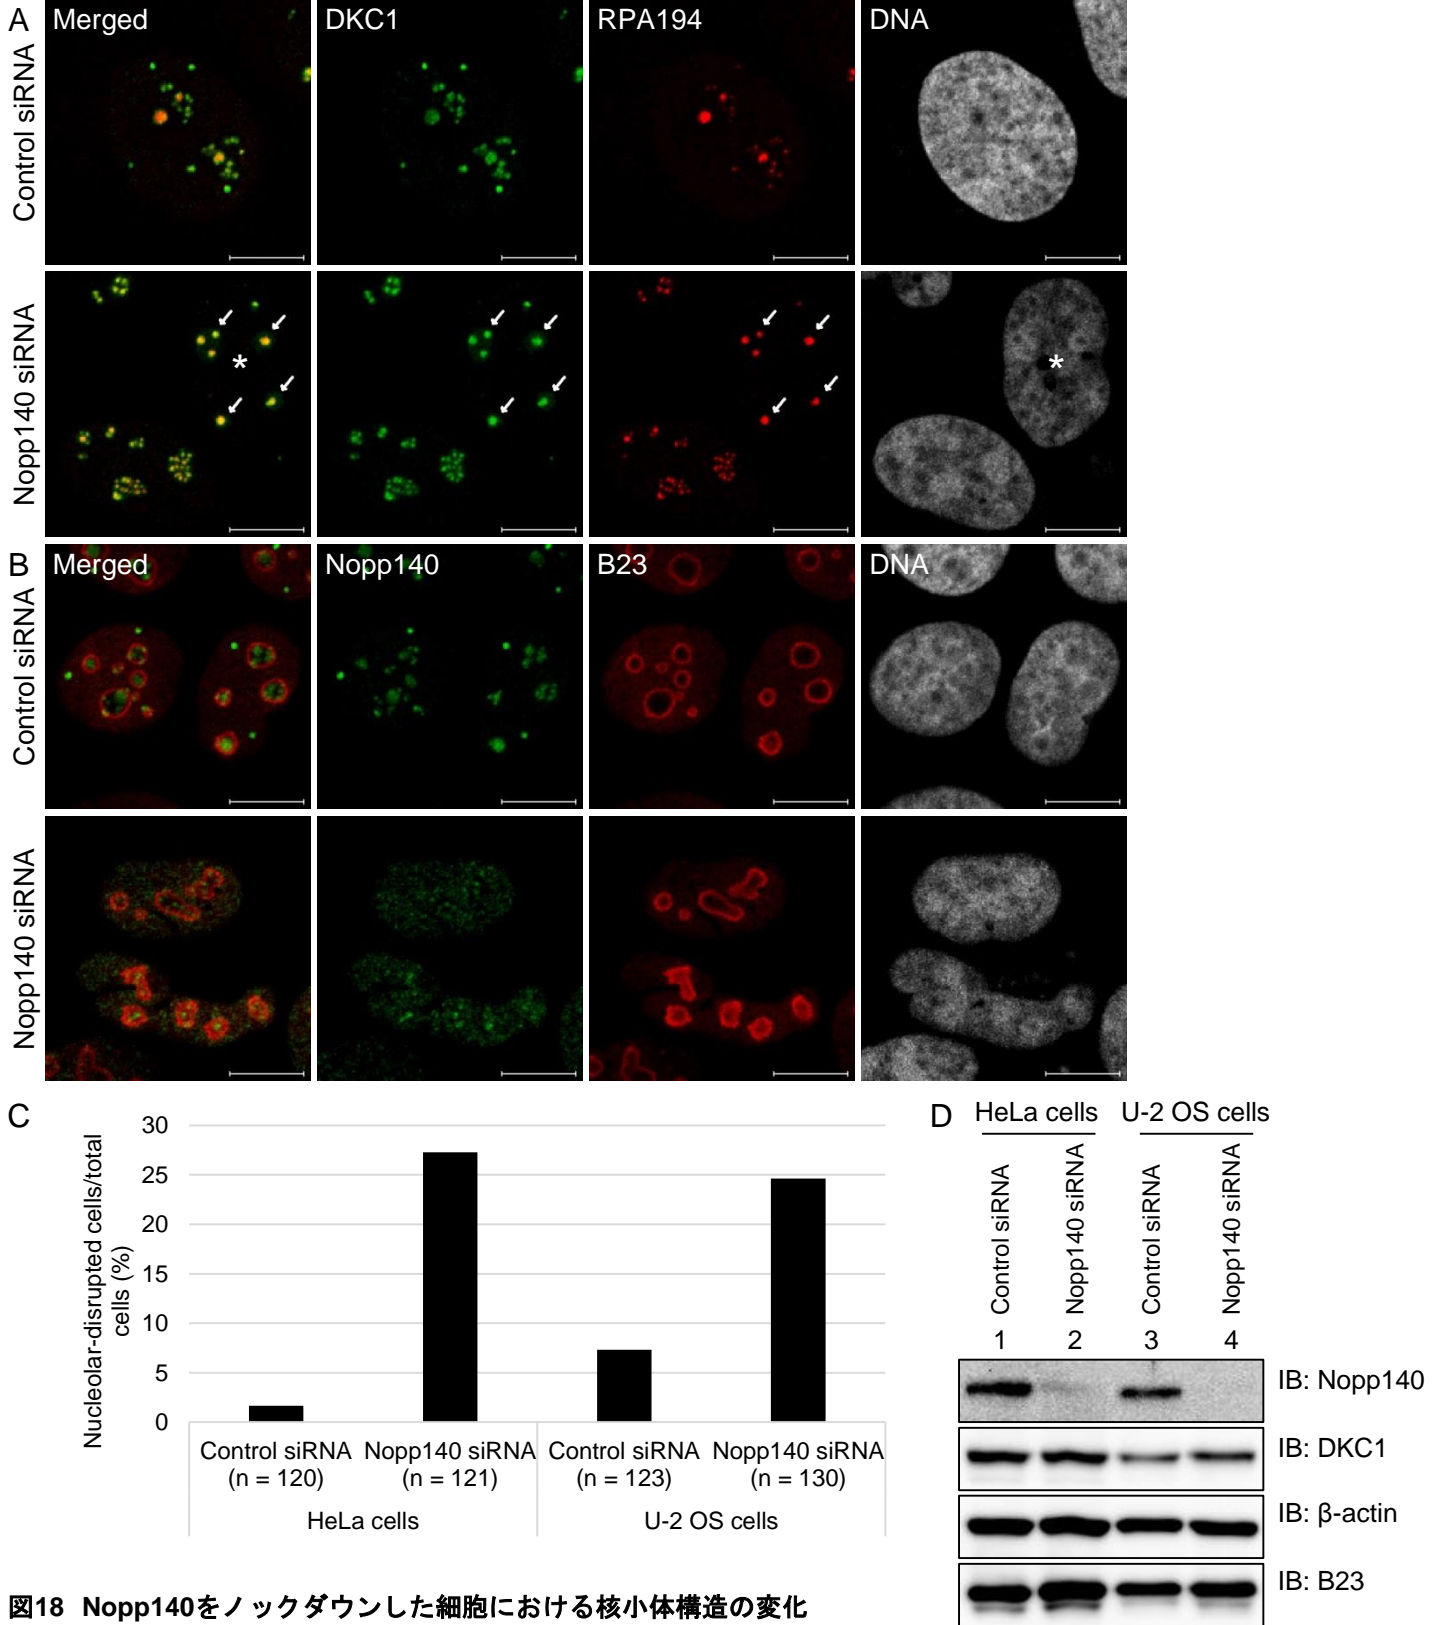 A
Merged
DKC1
RPA194
DNA
Control siRNA
Nopp140 siRNA
*
*
B
Merged
Nopp140
B23
DNA
Control siRNA
Nopp140 siRNA
C
Nucleolar-disrupted cells/total
cells (%)
30
25
20
15
10
5
0
Control siRNA
(n = 120)
Nopp140 siRNA
(n = 121)
Control siRNA
(n = 123)
Nopp140 siRNA
(n = 130)
HeLa cells
U-2 OS cells
D
HeLa cells
U-2 OS cells
Control siRNA
Nopp140 siRNA
Control siRNA
Nopp140 siRNA
1 2 3 4
IB: Nopp140
IB: DKC1
IB: β-actin
IB: B23
図18 Nopp140をノックダウンした細胞における核小体構造の変化